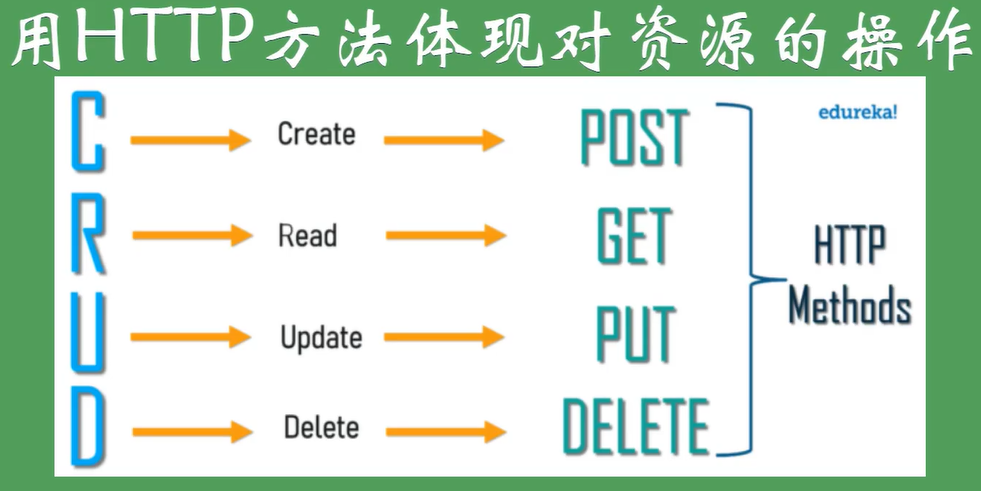 用HTTP方法体现对资源的操作
edureka!
C Create POST
R Read GET
U Update PUT
D Delete DELETE
HTTP
Methods